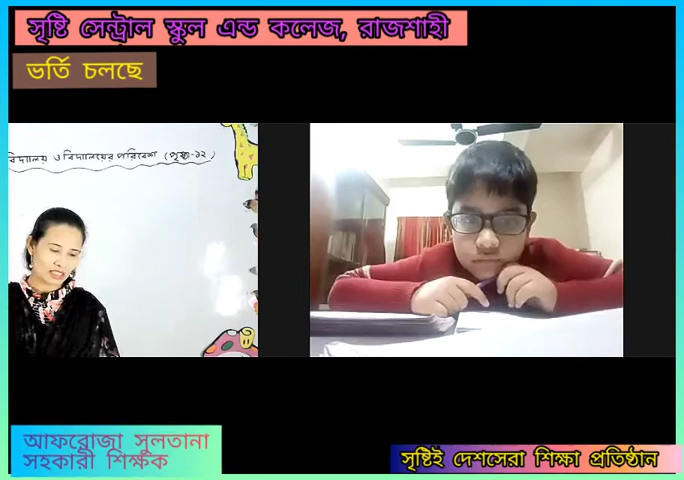 সৃষ্টি সেন্ট্রাল স্কুল এন্ড কলেজ, রাজশাহী
ভর্তি চলছে
বিদ্যালয় ও বিদ্যালয়ের পরিবেশ (পৃষ্ঠা-১২)
আফরোজা সুলতানা
সহকারী শিক্ষক
সৃষ্টিই দেশসেরা শিক্ষা প্রতিষ্ঠান